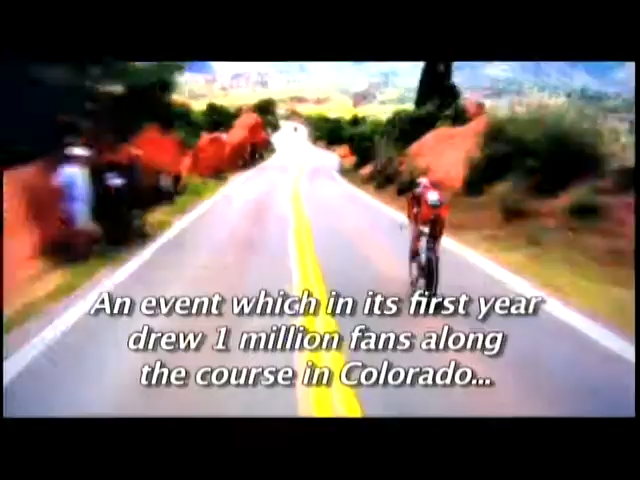 An event which in its first year
drew 1 million fans along
the course in Colorado...